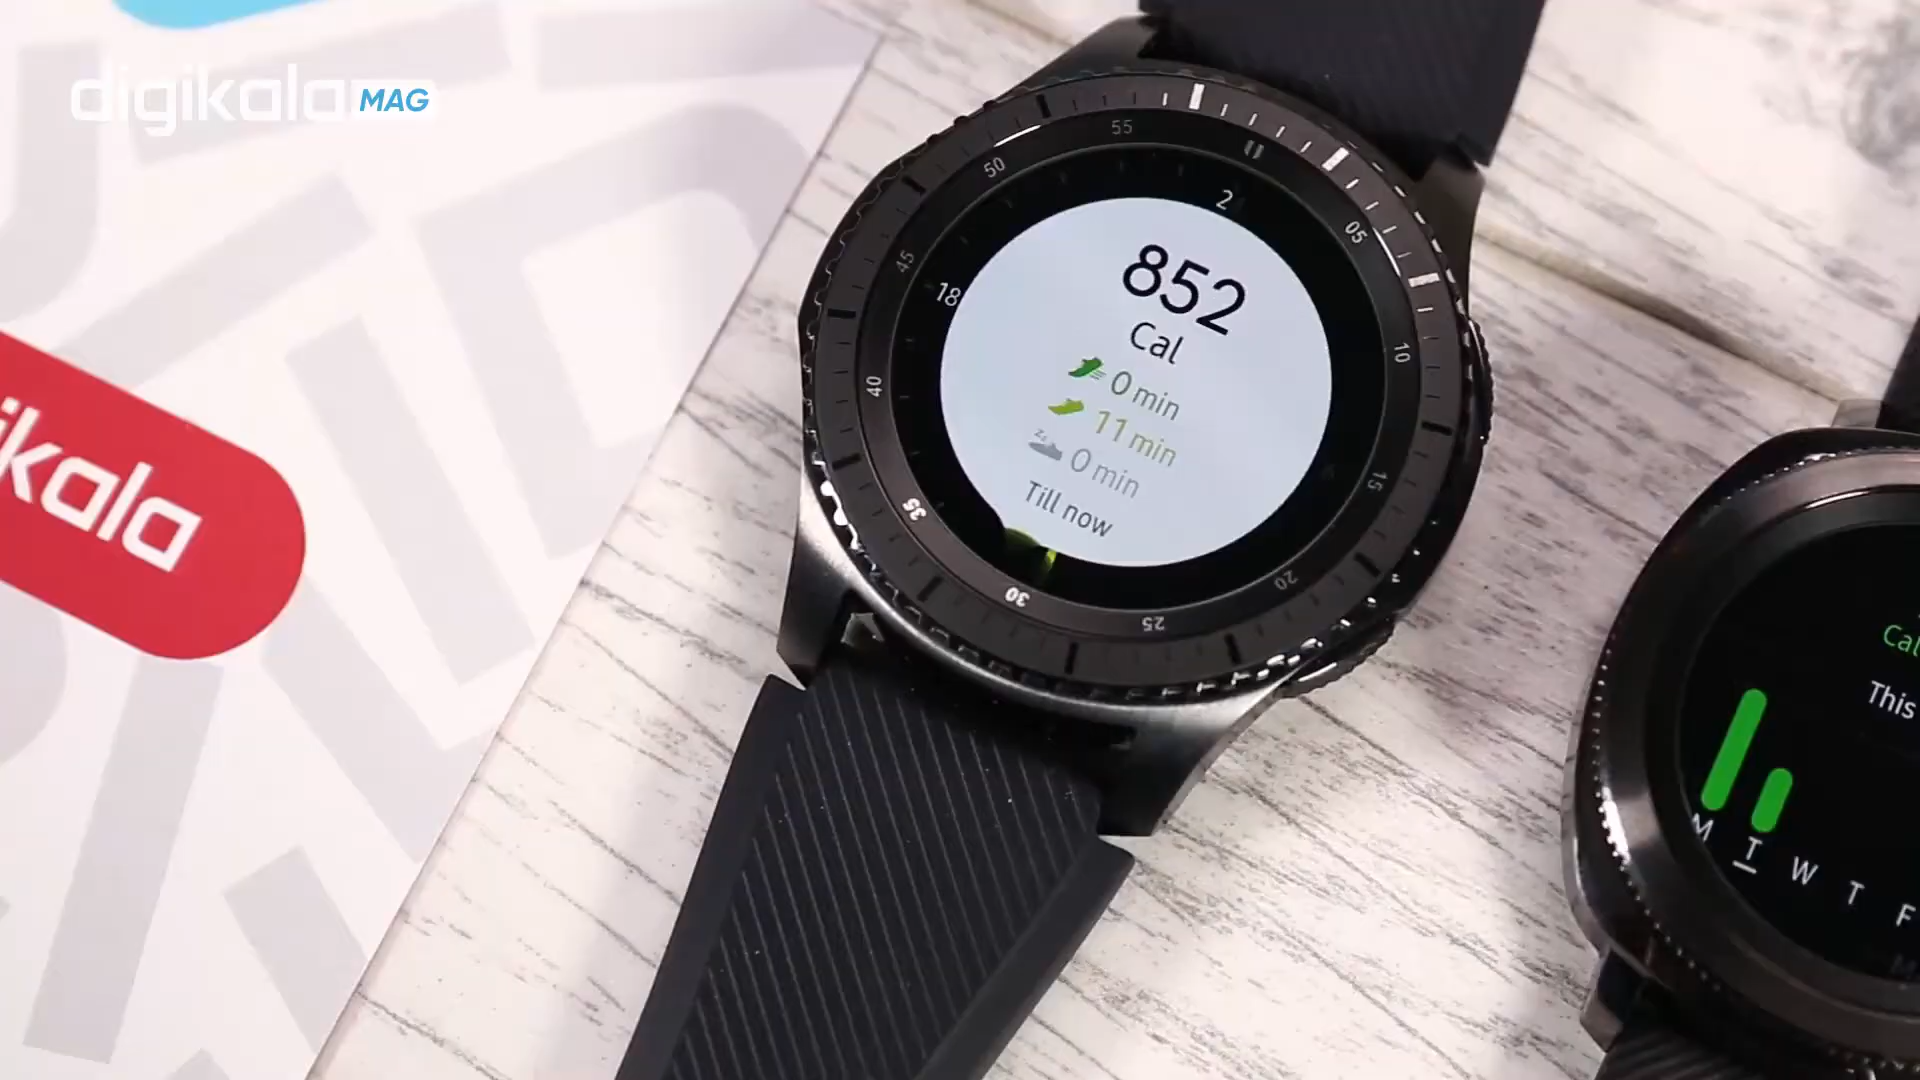 digikala MAG
ikala
55
50
45
40
35
30
25
20
15
10
05
2
18
852
Cal
0 min
11 min
0 min
Till now
Cal
This
M T W T F